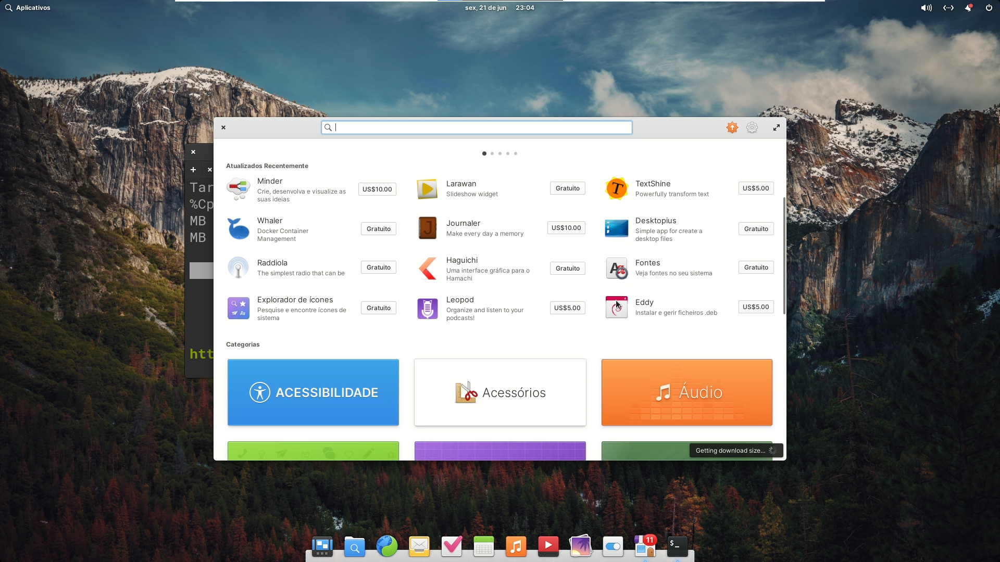 Aplicativos
sex, 21 de jun 23:04
Atualizados Recentemente
Minder
Crie, desenvolva e visualize as
suas ideias
US$10.00
Larawan
Slideshow widget
Gratuito
TextShine
Powerfully transform text
US$5.00
Whaler
Docker Container
Management
Gratuito
Journaler
Make every day a memory
US$10.00
Desktopius
Simple app for create a
desktop files
Gratuito
Raddiola
The simplest radio that can be
Gratuito
Haguichi
Uma interface gráfica para o
Hamachi
Gratuito
Fontes
Veja fontes no seu sistema
Gratuito
Explorador de ícones
Pesquise e encontre ícones de
sistema
Gratuito
Leopod
Organize and listen to your
podcasts!
US$5.00
Eddy
Instalar e gerir ficheiros .deb
US$5.00
Categorias
ACESSIBILIDADE
Acessórios
Áudio
Getting download size...
Tar
%Cp
MB
MB
htt
11
$_